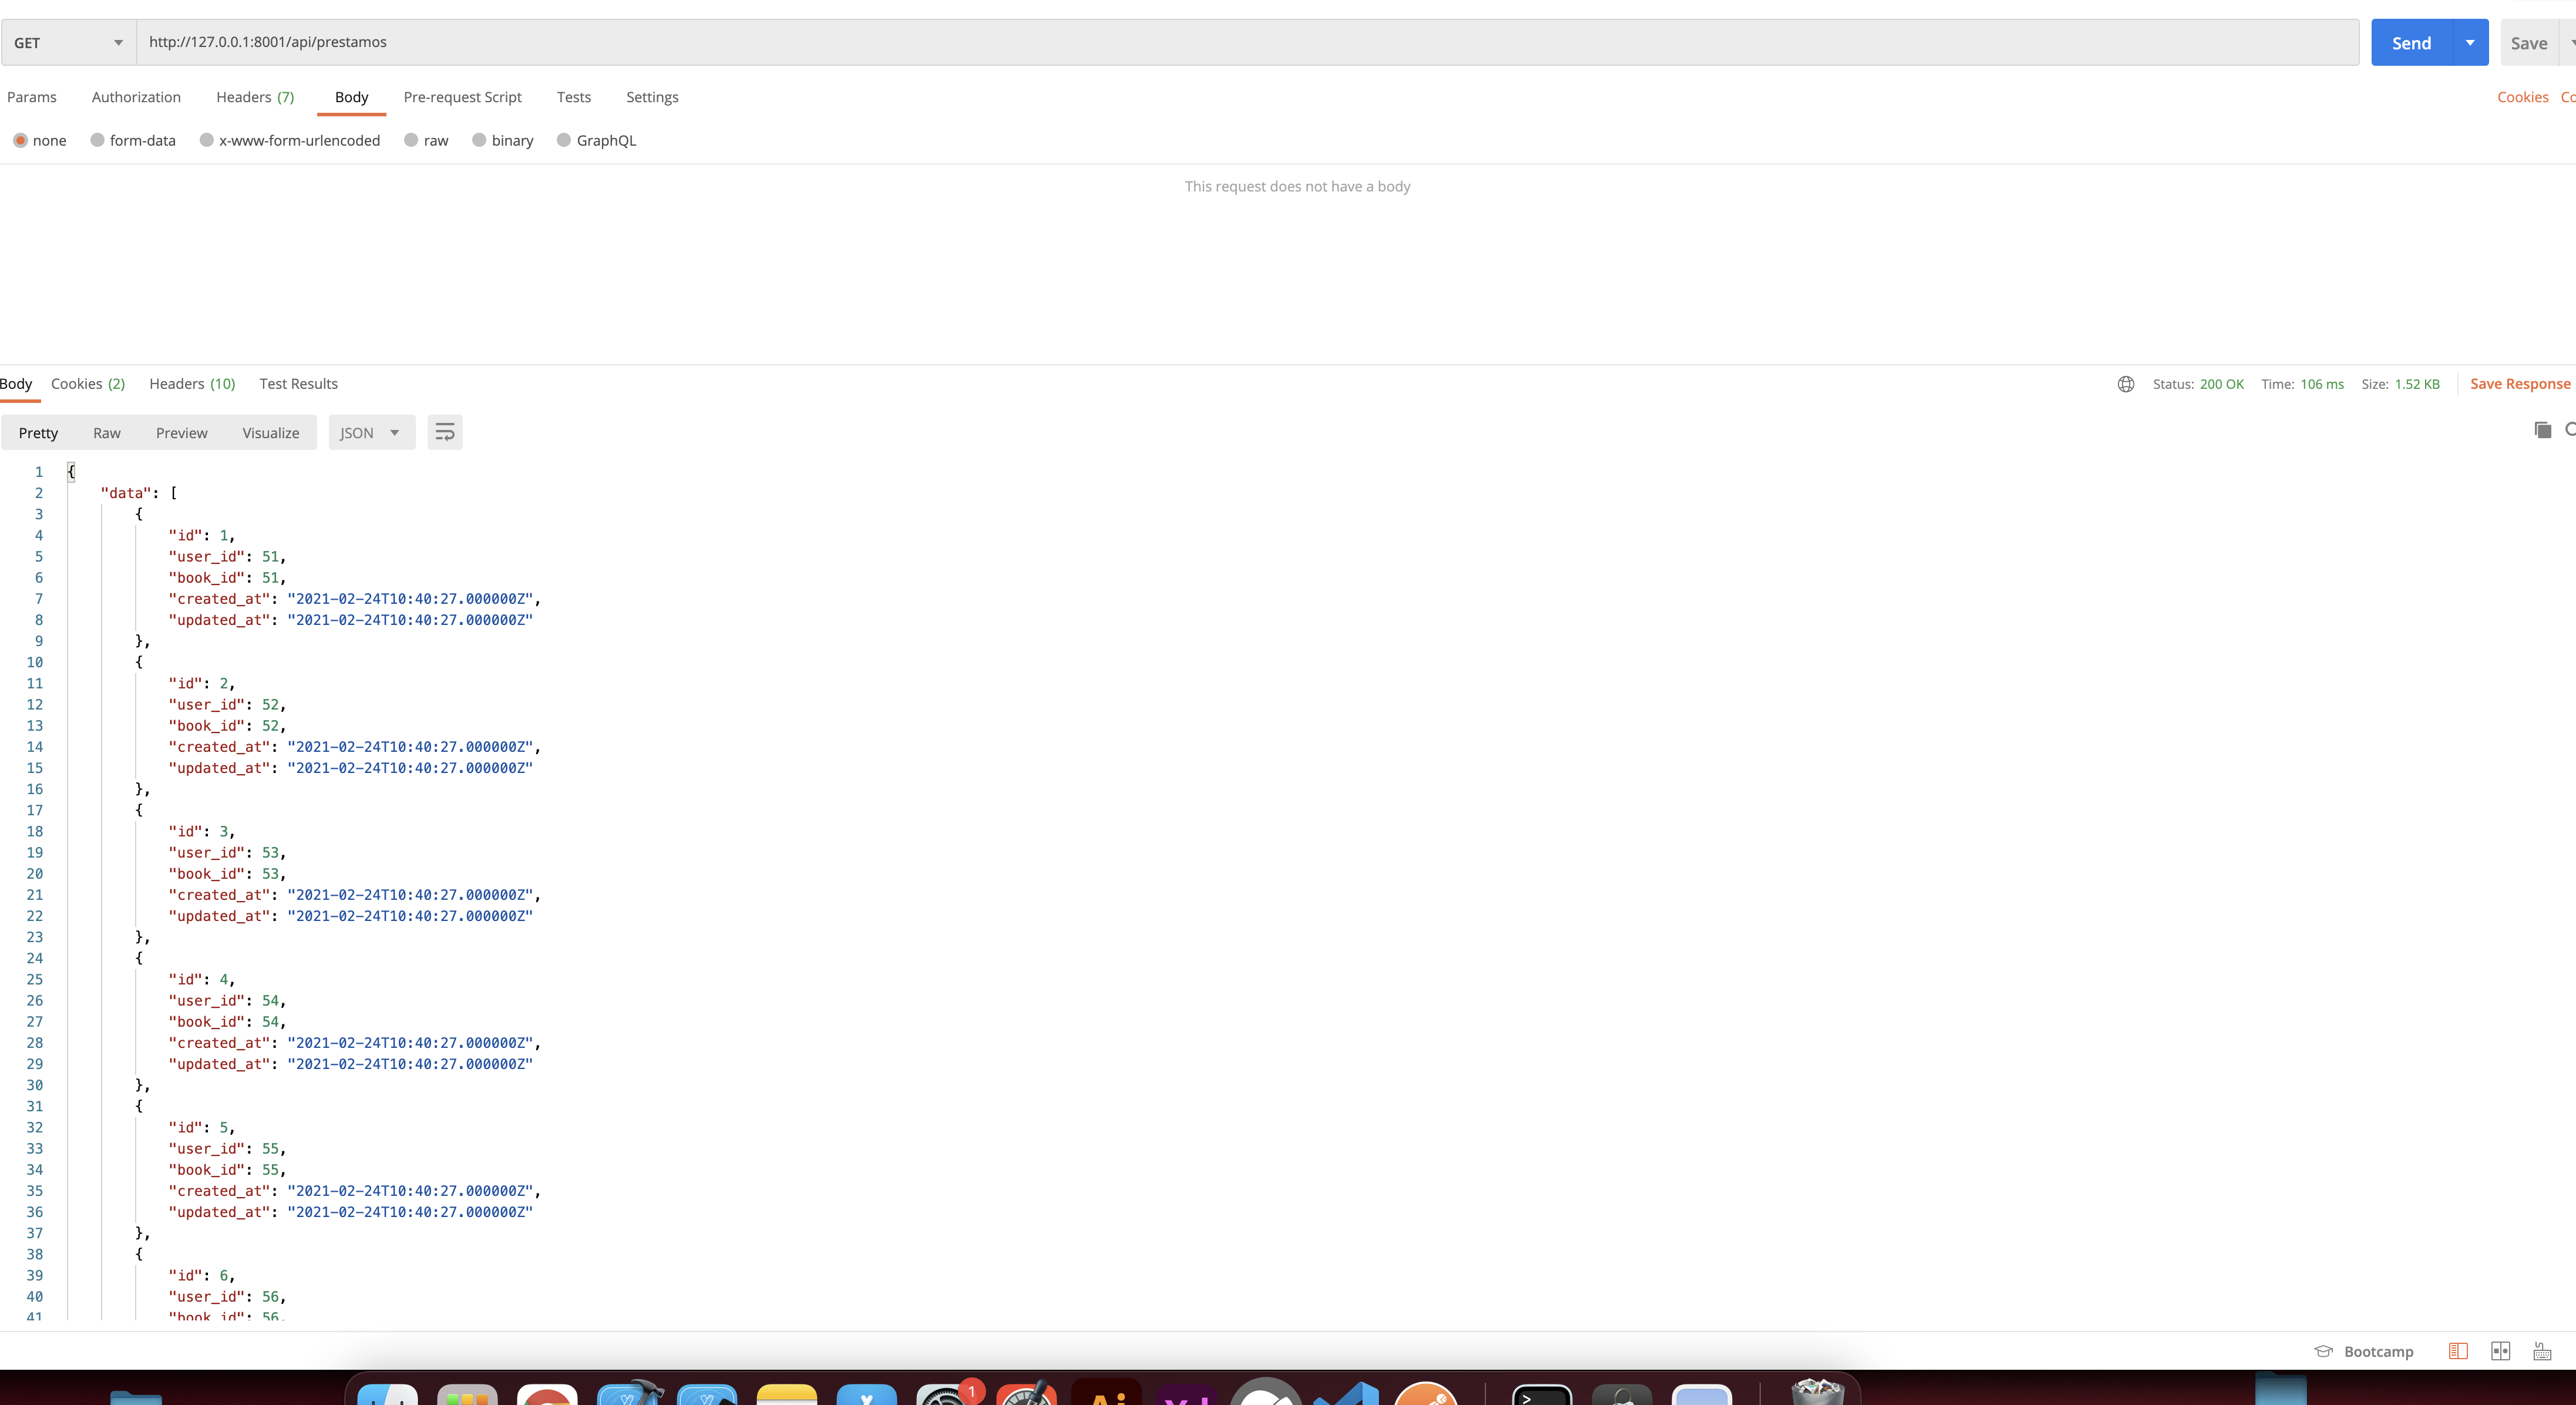 GET http://127.0.0.1:8001/api/prestamos Send Save
Params Authorization Headers (7) Body Pre-request Script Tests Settings Cookies
none form-data x-www-form-urlencoded raw binary GraphQL
This request does not have a body
Body Cookies (2) Headers (10) Test Results Status: 200 OK Time: 106 ms Size: 1.52 KB Save Response
Pretty Raw Preview Visualize JSON
1 {
2 "data": [
3 {
4 "id": 1,
5 "user_id": 51,
6 "book_id": 51,
7 "created_at": "2021-02-24T10:40:27.000000Z",
8 "updated_at": "2021-02-24T10:40:27.000000Z"
9 },
10 {
11 "id": 2,
12 "user_id": 52,
13 "book_id": 52,
14 "created_at": "2021-02-24T10:40:27.000000Z",
15 "updated_at": "2021-02-24T10:40:27.000000Z"
16 },
17 {
18 "id": 3,
19 "user_id": 53,
20 "book_id": 53,
21 "created_at": "2021-02-24T10:40:27.000000Z",
22 "updated_at": "2021-02-24T10:40:27.000000Z"
23 },
24 {
25 "id": 4,
26 "user_id": 54,
27 "book_id": 54,
28 "created_at": "2021-02-24T10:40:27.000000Z",
29 "updated_at": "2021-02-24T10:40:27.000000Z"
30 },
31 {
32 "id": 5,
33 "user_id": 55,
34 "book_id": 55,
35 "created_at": "2021-02-24T10:40:27.000000Z",
36 "updated_at": "2021-02-24T10:40:27.000000Z"
37 },
38 {
39 "id": 6,
40 "user_id": 56,
41 "book_id": 56,
Bootcamp
1
Ai